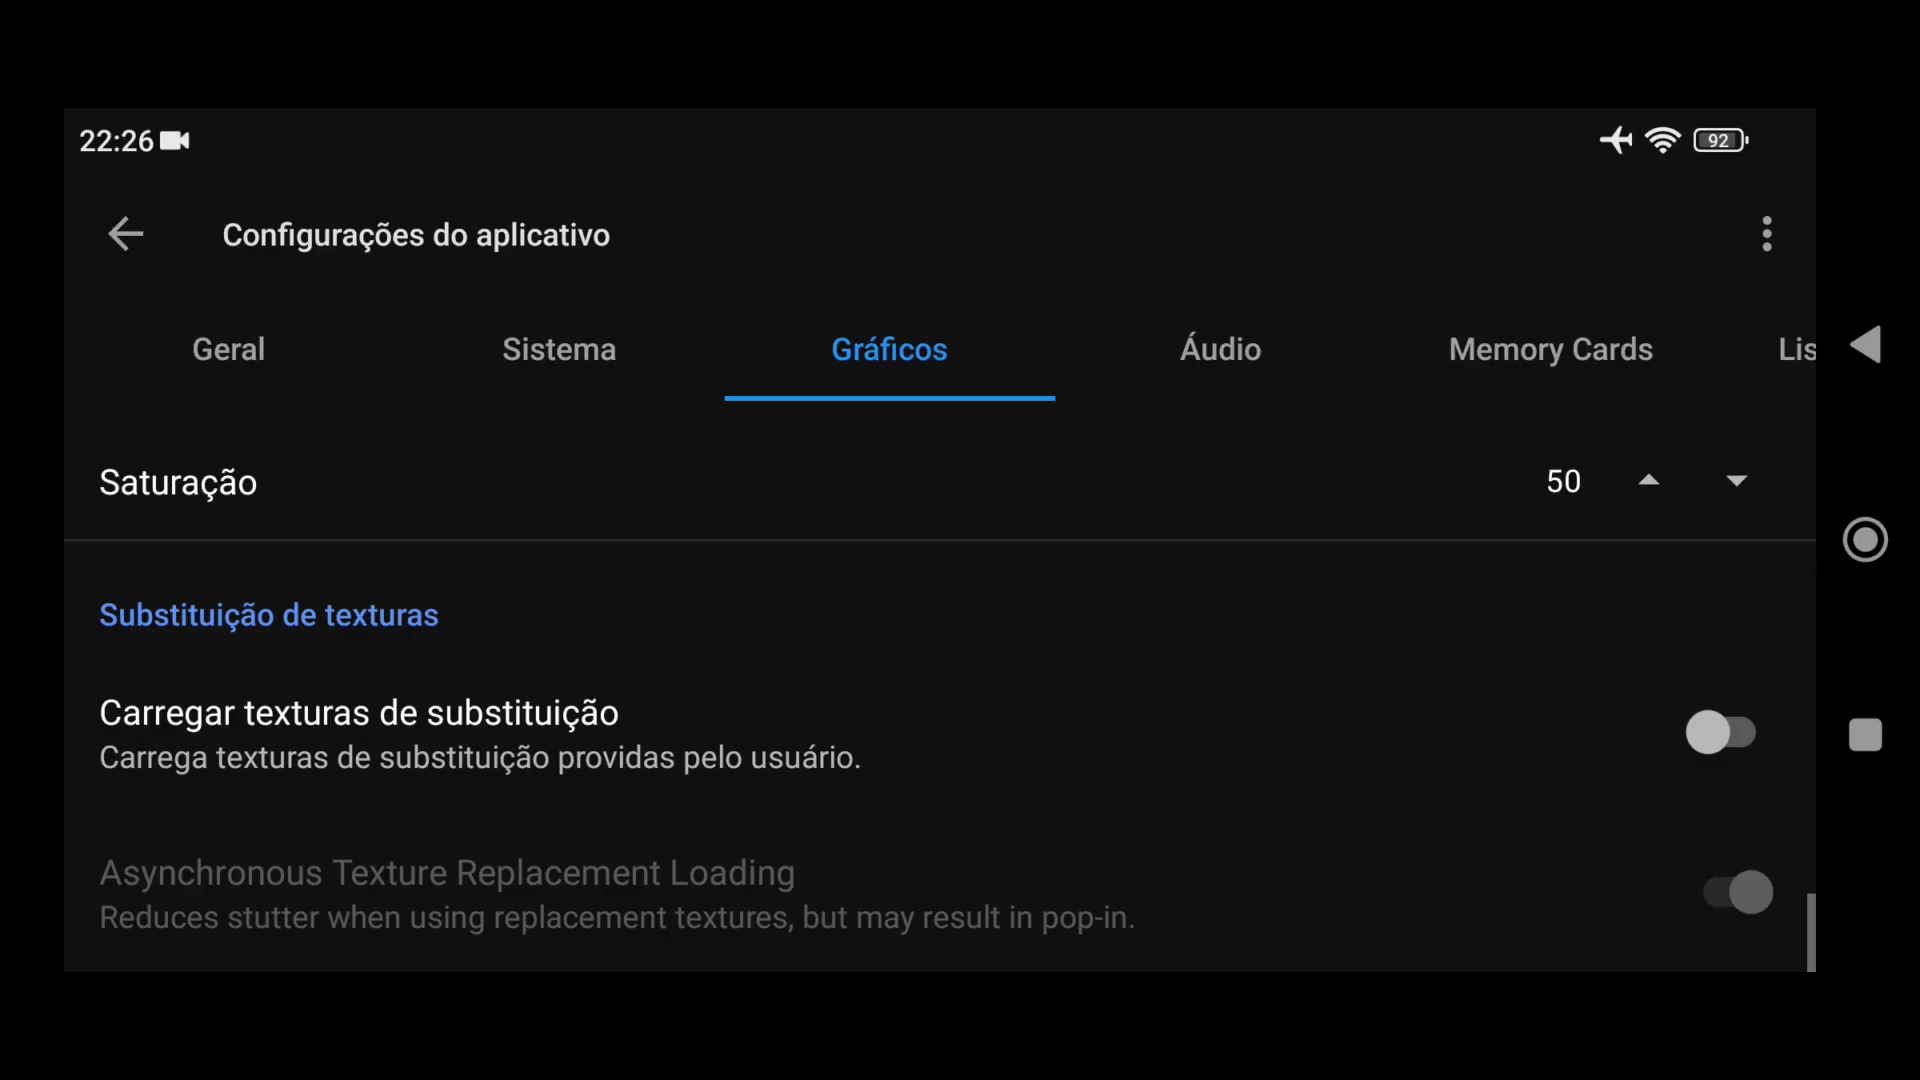 22:26
92
Configurações do aplicativo
Geral Sistema Gráficos Áudio Memory Cards Lis
Saturação 50
Substituição de texturas
Carregar texturas de substituição
Carrega texturas de substituição providas pelo usuário.
Asynchronous Texture Replacement Loading
Reduces stutter when using replacement textures, but may result in pop-in.